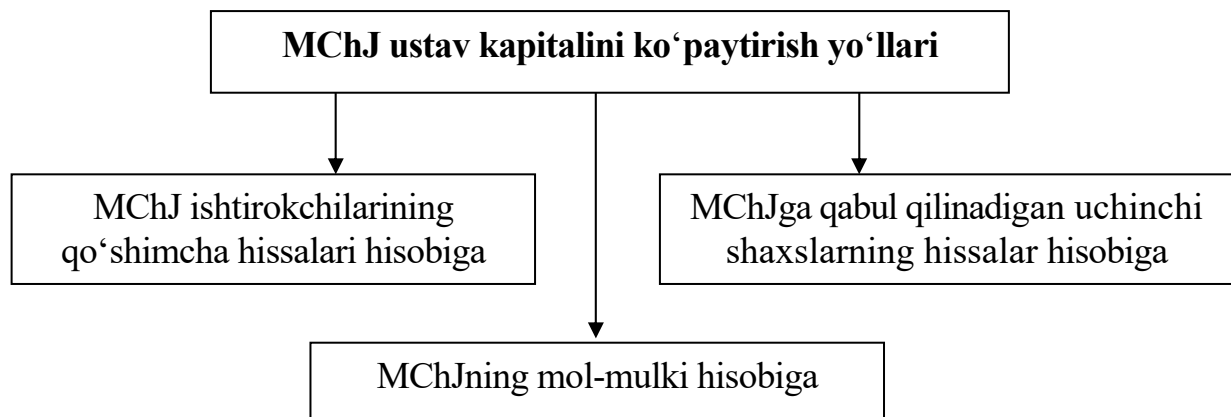 MChJ ustav kapitalini ko‘paytirish yo‘llari
MChJ ishtirokchilarining
qo‘shimcha hissalari hisobiga
MChJga qabul qilinadigan uchinchi
shaxslarning hissalar hisobiga
MChJning mol-mulki hisobiga